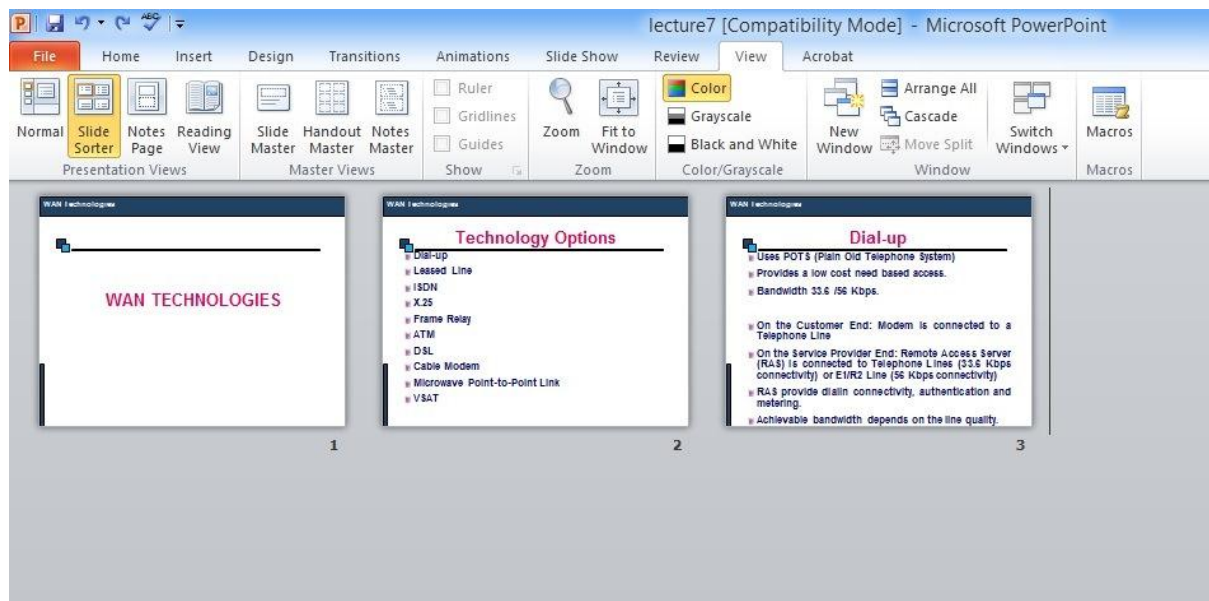 lecture7 [Compatibility Mode] - Microsoft PowerPoint
File Home Insert Design Transitions Animations Slide Show Review View Acrobat
Normal
Slide Sorter
Notes Page
Reading View
Presentation Views
Slide Master
Handout Master
Notes Master
Master Views
Ruler
Gridlines
Guides
Show
Zoom
Fit to Window
Zoom
Color
Grayscale
Black and White
Color/Grayscale
New Window
Arrange All
Cascade
Move Split
Switch Windows
Window
Macros
Macros
WAN Technologies
WAN TECHNOLOGIES
1
WAN Technologies
Technology Options
Dial-up
Leased Line
ISDN
X.25
Frame Relay
ATM
DSL
Cable Modem
Microwave Point-to-Point Link
VSAT
2
WAN Technologies
Dial-up
Uses POTS (Plain Old Telephone System)
Provides a low cost need based access.
Bandwidth 33.6 /56 Kbps.
On the Customer End: Modem is connected to a
Telephone Line
On the Service Provider End: Remote Access Server
(RAS) is connected to Telephone Lines (33.6 Kbps
connectivity) or E1/R2 Line (56 Kbps connectivity)
RAS provide dialin connectivity, authentication and
metering.
Achievable bandwidth depends on the line quality.
3